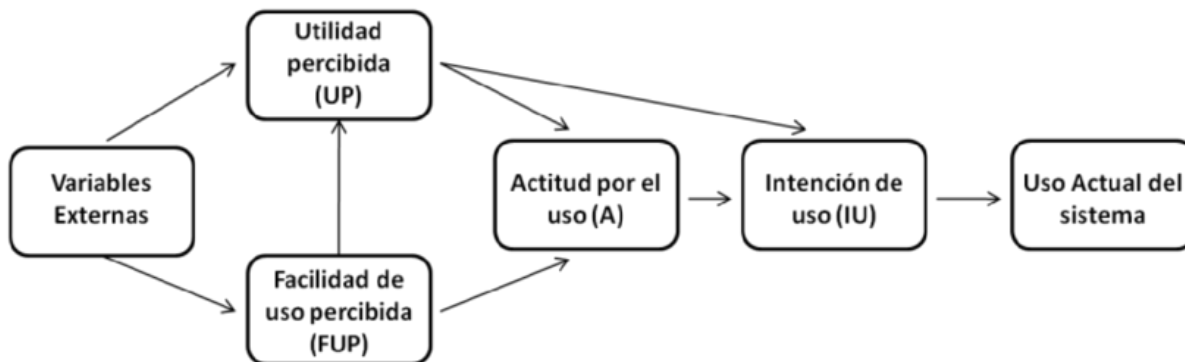 Utilidad
percibida
(UP)
Variables
Externas
Facilidad de
uso percibida
(FUP)
Actitud por el
uso (A)
Intención de
uso (IU)
Uso Actual del
sistema